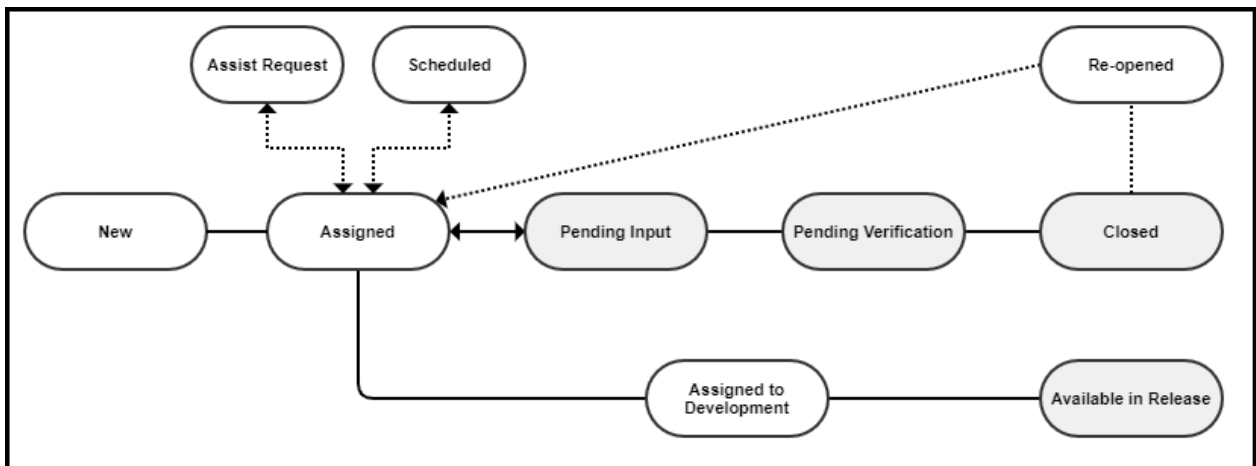 Assist Request
Scheduled
Re-opened
New
Assigned
Pending Input
Pending Verification
Closed
Assigned to
Development
Available in Release